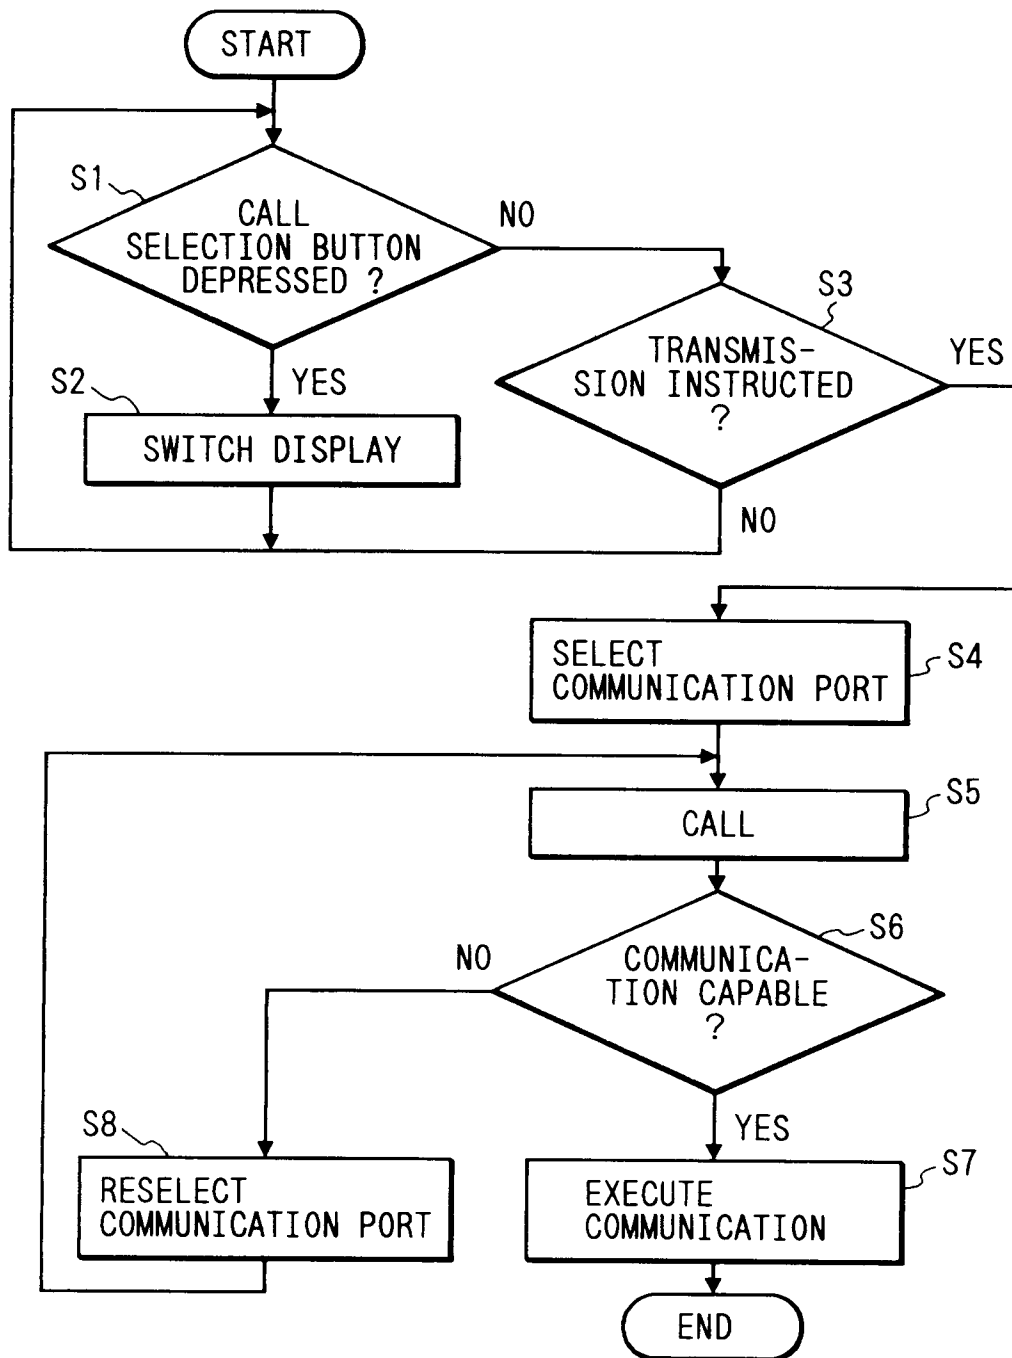 START
S1
CALL
SELECTION BUTTON
DEPRESSED ?
NO
S3
TRANSMIS-
SION INSTRUCTED
?
YES
S2
YES
SWITCH DISPLAY
NO
SELECT
COMMUNICATION PORT
S4
S5
CALL
S6
NO
COMMUNICA-
TION CAPABLE
?
S8
YES
RESELECT
COMMUNICATION PORT
S7
EXECUTE
COMMUNICATION
END